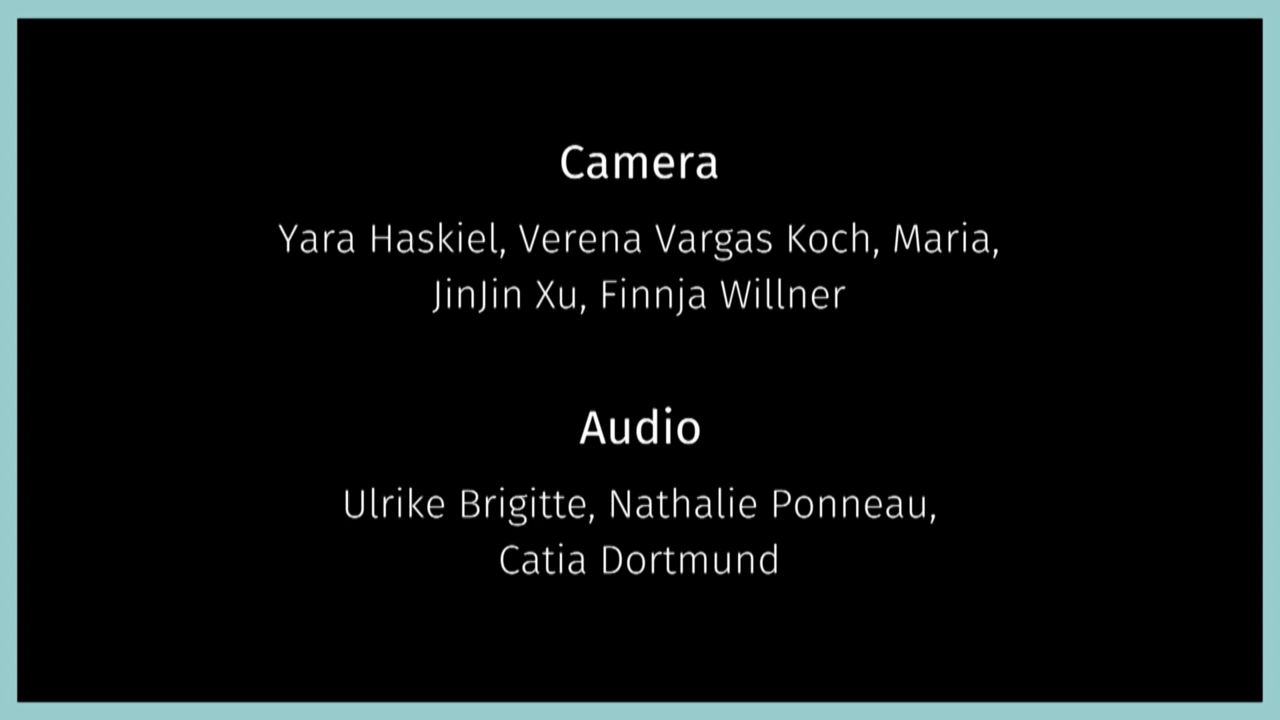 Camera
Yara Haskiel, Verena Vargas Koch, Maria,
JinJin Xu, Finnja Willner
Audio
Ulrike Brigitte, Nathalie Ponneau,
Catia Dortmund